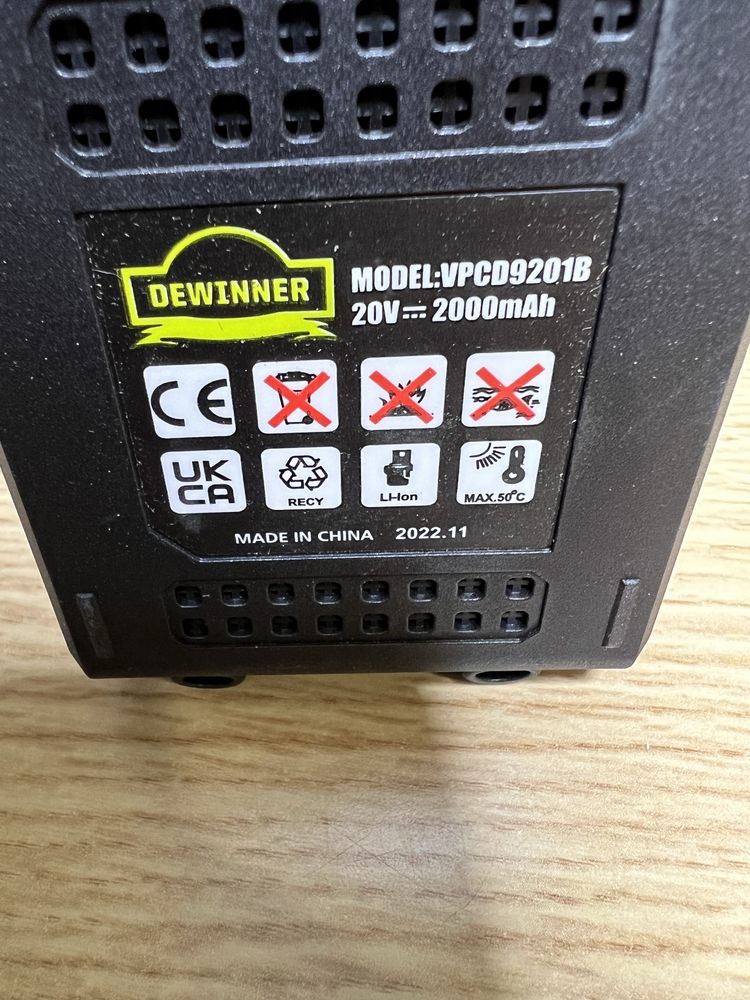 DEWINNER
MODEL:VPCD9201B
20V⎓2000mAh
CE
UK
CA
RECY
LI-Ion
MAX.50°C
MADE IN CHINA 2022.11